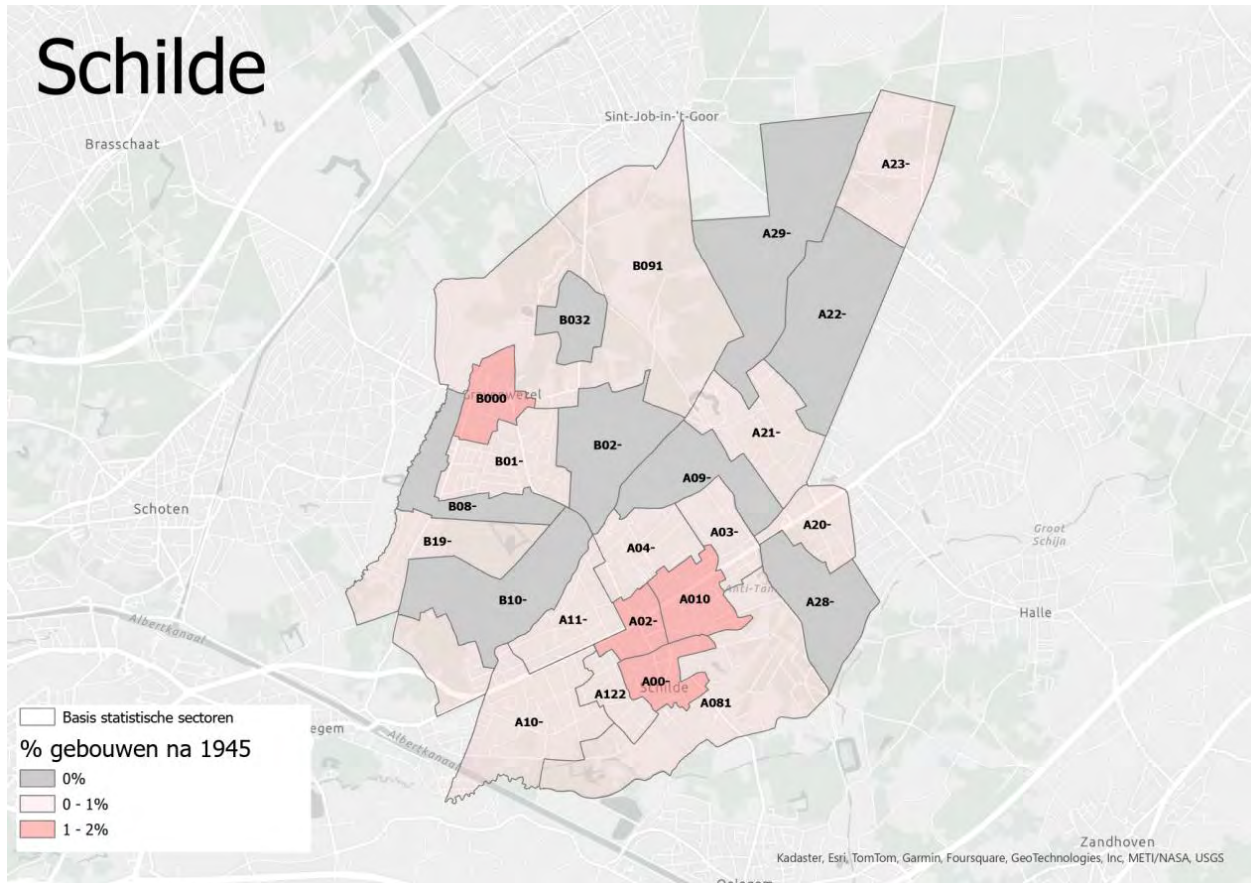 Schilde
Brasschaat
Sint-Job-in-'t-Goor
A23-
A29-
B091
A22-
B032
B000
A21-
B02-
B01-
A09-
B08-
Schoten
A03-
A20-
Groot
Schijn
B19-
A04-
A28-
B10-
A010
Halle
A02-
A11-
Albertkanaal
A00-
Schilde
A122
A081
A10-
Basis statistische sectoren
egem
Albertkanaal
% gebouwen na 1945
0%
0 - 1%
1 - 2%
Zandhoven
Kadaster, Esri, TomTom, Garmin, Foursquare, GeoTechnologies, Inc, METI/NASA, USGS